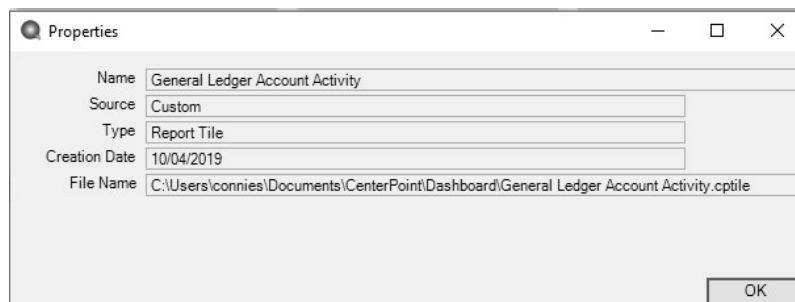 Properties
Name General Ledger Account Activity
Source Custom
Type Report Tile
Creation Date 10/04/2019
File Name C:\Users\connies\Documents\CenterPoint\Dashboard\General Ledger Account Activity.cptile
OK